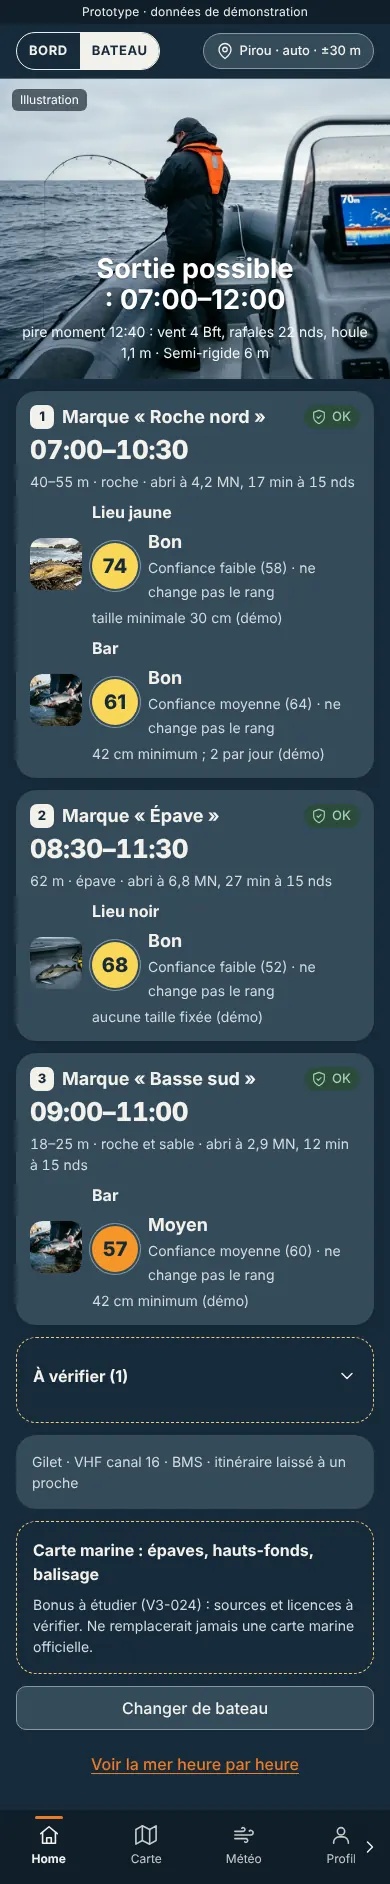 Prototype · données de démonstration
BORD
BATEAU
Pirou · auto · ±30 m
Illustration
70m
Sortie possible
: 07:00–12:00
pire moment 12:40 : vent 4 Bft, rafales 22 nds, houle
1,1 m · Semi-rigide 6 m
1 Marque « Roche nord » OK
07:00–10:30
40–55 m · roche · abri à 4,2 MN, 17 min à 15 nds
Lieu jaune
74
Bon
Confiance faible (58) · ne
change pas le rang
taille minimale 30 cm (démo)
Bar
61
Bon
Confiance moyenne (64) · ne
change pas le rang
42 cm minimum ; 2 par jour (démo)
2 Marque « Épave » OK
08:30–11:30
62 m · épave · abri à 6,8 MN, 27 min à 15 nds
Lieu noir
68
Bon
Confiance faible (52) · ne
change pas le rang
aucune taille fixée (démo)
3 Marque « Basse sud » OK
09:00–11:00
18–25 m · roche et sable · abri à 2,9 MN, 12 min
à 15 nds
Bar
57
Moyen
Confiance moyenne (60) · ne
change pas le rang
42 cm minimum (démo)
À vérifier (1)
Gilet · VHF canal 16 · BMS · itinéraire laissé à un
proche
Carte marine : épaves, hauts-fonds,
balisage
Bonus à étudier (V3-024) : sources et licences à
vérifier. Ne remplacerait jamais une carte marine
officielle.
Changer de bateau
Voir la mer heure par heure
Home
Carte
Météo
Profil